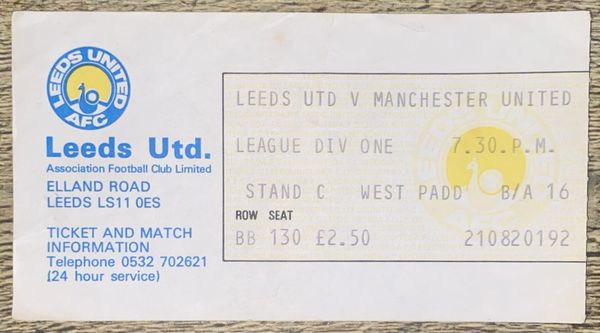 LEEDS UNITED
AFC
Leeds Utd.
Association Football Club Limited
ELLAND ROAD
LEEDS LS11 0ES
TICKET AND MATCH
INFORMATION
Telephone 0532 702621
(24 hour service)
LEEDS UTD V MANCHESTER UNITED
LEAGUE DIV ONE 7.30.P.M.
STAND C WEST PADD B/A 16
ROW SEAT
BB 130 £2.50 210820192